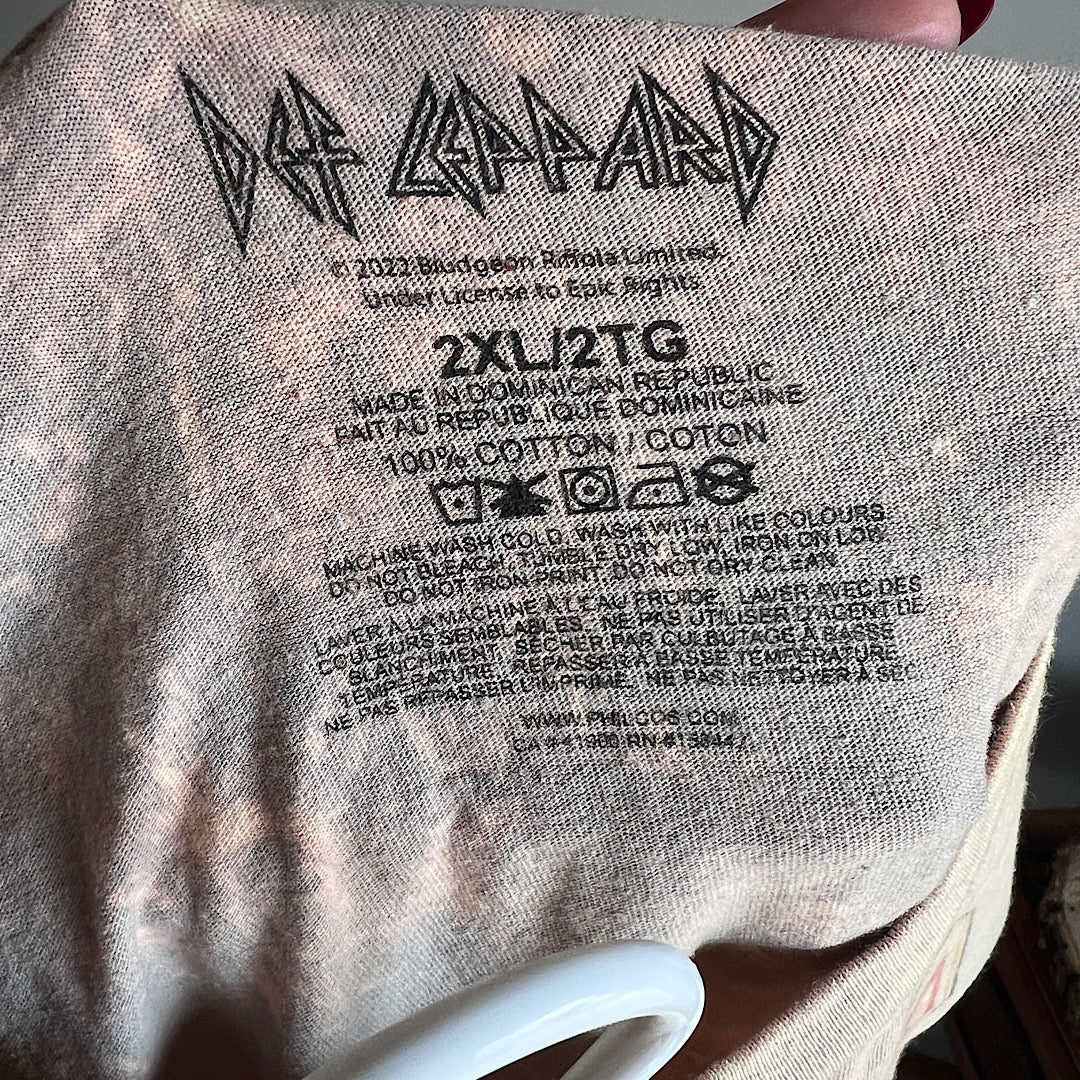 DEF LEPPARD
© 2022 Bludgeon Riffola Limited.
Under License to Epic Rights
2XL/2TG
MADE IN DOMINICAN REPUBLIC
FAIT AU REPUBLIQUE DOMINICAINE
100% COTTON / COTON
MACHINE WASH COLD, WASH WITH LIKE COLOURS
DO NOT BLEACH, TUMBLE DRY LOW, IRON ON LOW
DO NOT IRON PRINT. DO NOT DRY CLEAN
LAVER À LA MACHINE À L'EAU FROIDE. LAVER AVEC DES
COULEURS SEMBLABLES. NE PAS UTILISER D'AGENT DE
BLANCHIMENT. SÉCHER PAR CULBUTAGE À BASSE
TEMPÉRATURE. REPASSER À BASSE TEMPÉRATURE.
NE PAS REPASSER L'IMPRIMÉ. NE PAS NETTOYER À SEC
WWW.PHILCOS.COM
CA # 41900 RN